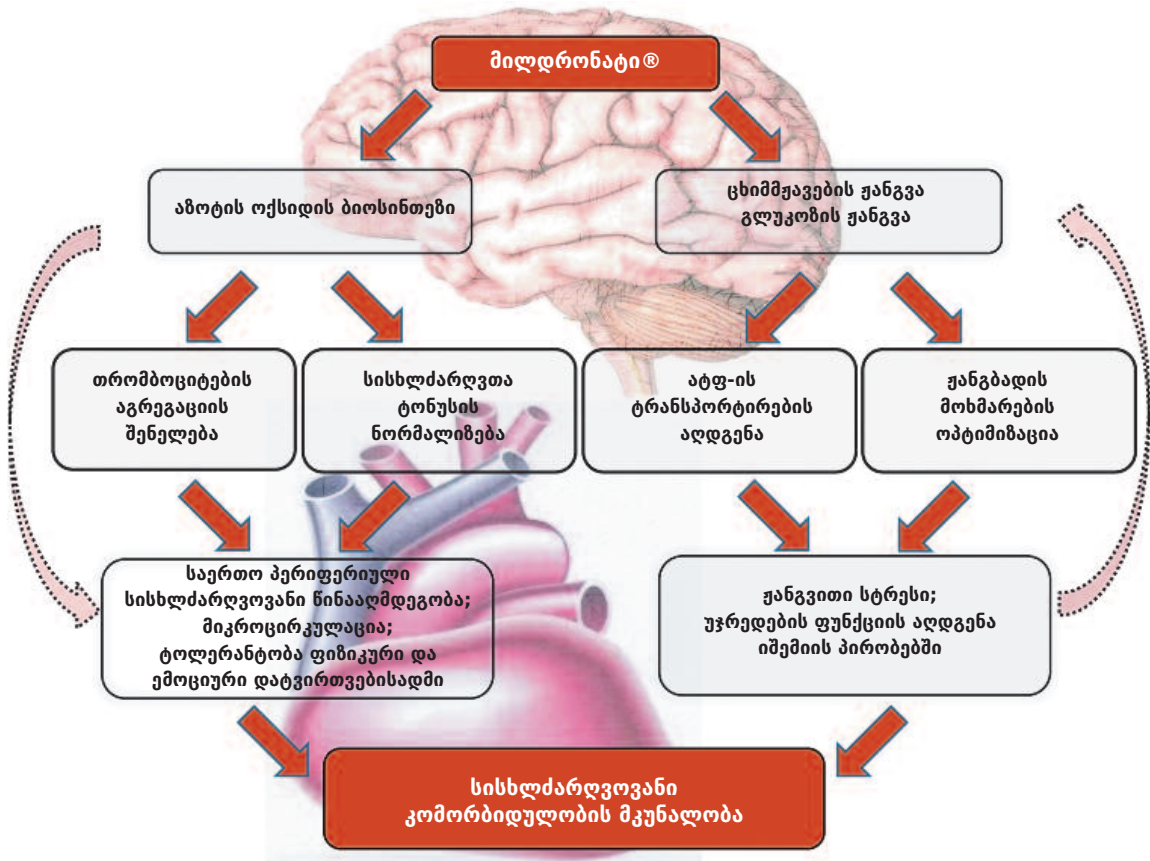 მილდრონატი®
აზოტის ოქსიდის ბიოსინთეზი
ცხიმმჟავების ჟანგვა
გლუკოზის ჟანგვა
თრომბოციტების
აგრეგაციის
შენელება
სისხლძარღვთა
ტონუსის
ნორმალიზება
ატფ-ის
ტრანსპორტირების
აღდგენა
ჟანგბადის
მოხმარების
ოპტიმიზაცია
საერთო პერიფერიული
სისხლძარღვოვანი წინააღმდეგობა;
მიკროცირკულაცია;
ტოლერანტობა ფიზიკური და
ემოციური დატვირთვებისადმი
ჟანგვითი სტრესი;
უჯრედების ფუნქციის აღდგენა
იშემიის პირობებში
სისხლძარღვოვანი
კომორბიდულობის მკუნალობა